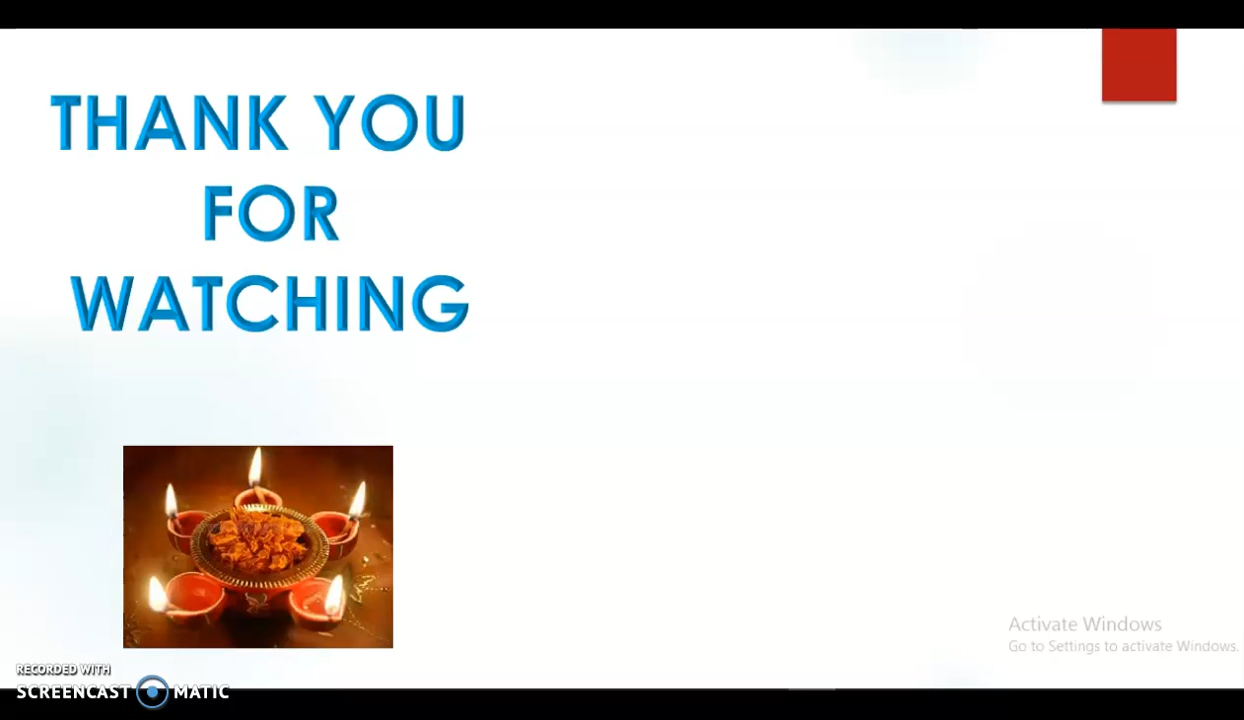 THANK YOU
FOR
WATCHING
Activate Windows
Go to Settings to activate Windows.
RECORDED WITH
SCREENCAST MATIC